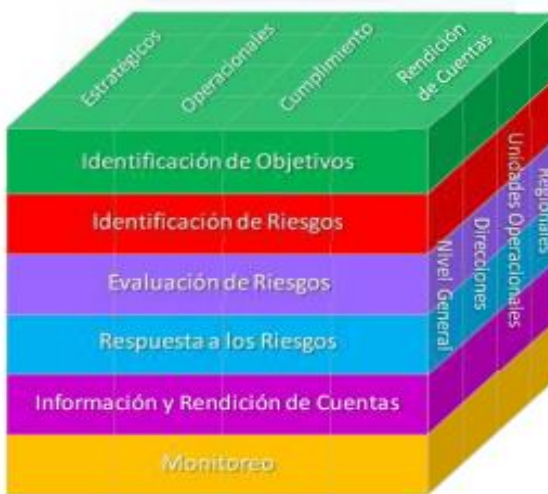 Estratégicos
Operacionales
Cumplimiento
Rendición
de Cuentas
Identificación de Objetivos
Identificación de Riesgos
Evaluación de Riesgos
Respuesta a los Riesgos
Información y Rendición de Cuentas
Monitoreo
Nivel General
Direcciones
Unidades Operacionales
Regionales